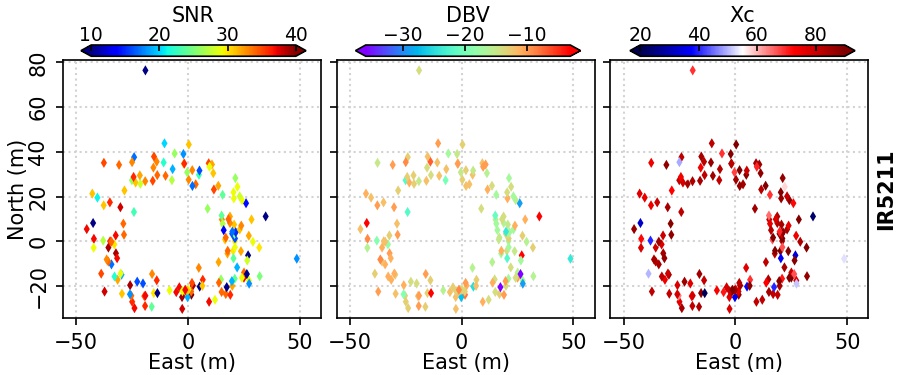 SNR DBV Xc
10 20 30 40 −30 −20 −10 20 40 60 80
80
60
40
20
0
−20
North (m)
−50 0 50 −50 0 50 −50 0 50
East (m) East (m) East (m)
IR5211